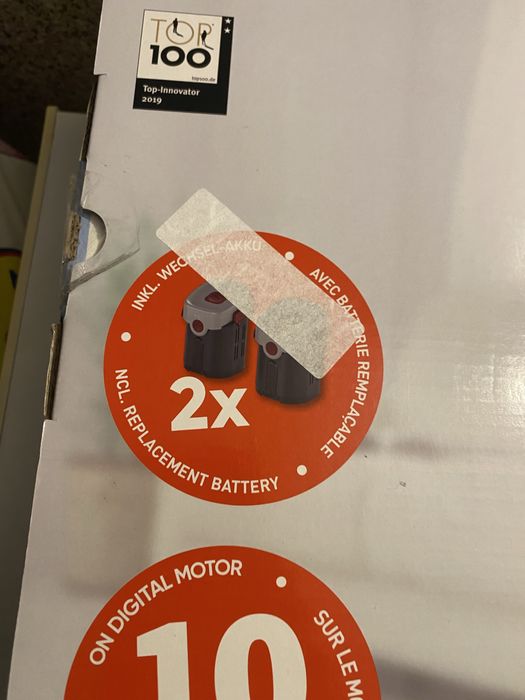 TOP
100
top100.de
Top-Innovator
2019
INKL. WECHSEL-AKKU
AVEC BATTERIE REMPLAÇABLE
NCL. REPLACEMENT BATTERY
2x
ON DIGITAL MOTOR
SUR LE M
10